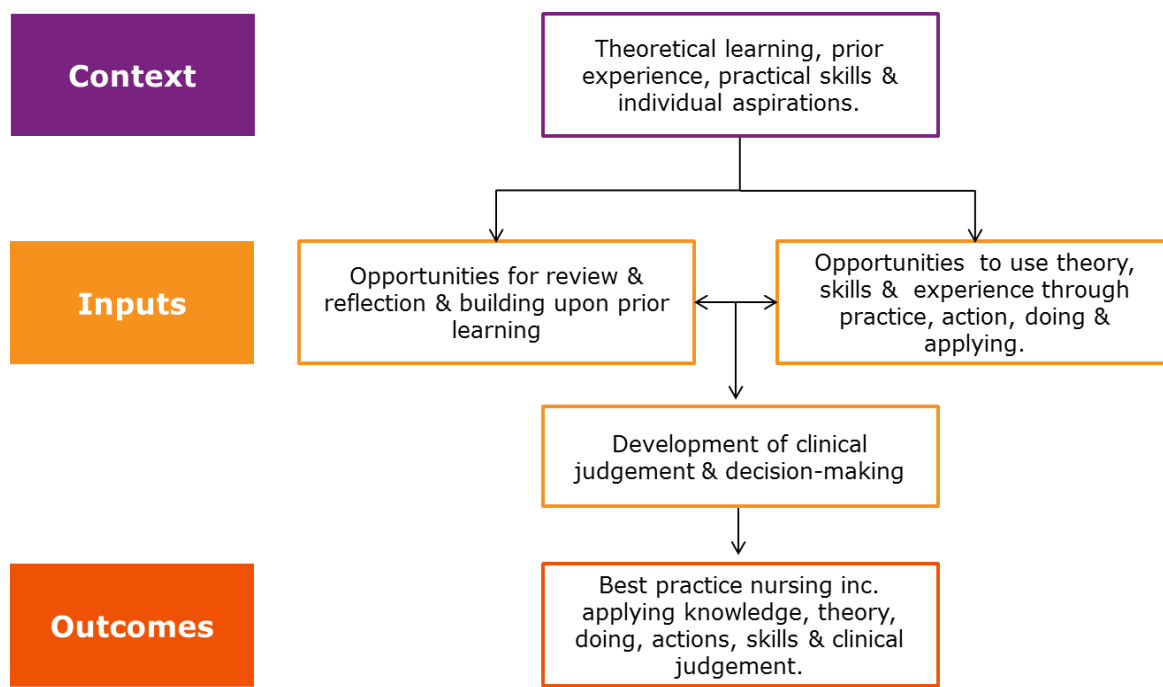 Context
Theoretical learning, prior
experience, practical skills &
individual aspirations.
Inputs
Opportunities for review &
reflection & building upon prior
learning
Opportunities to use theory,
skills & experience through
practice, action, doing &
applying.
Development of clinical
judgement & decision-making
Outcomes
Best practice nursing inc.
applying knowledge, theory,
doing, actions, skills & clinical
judgement.